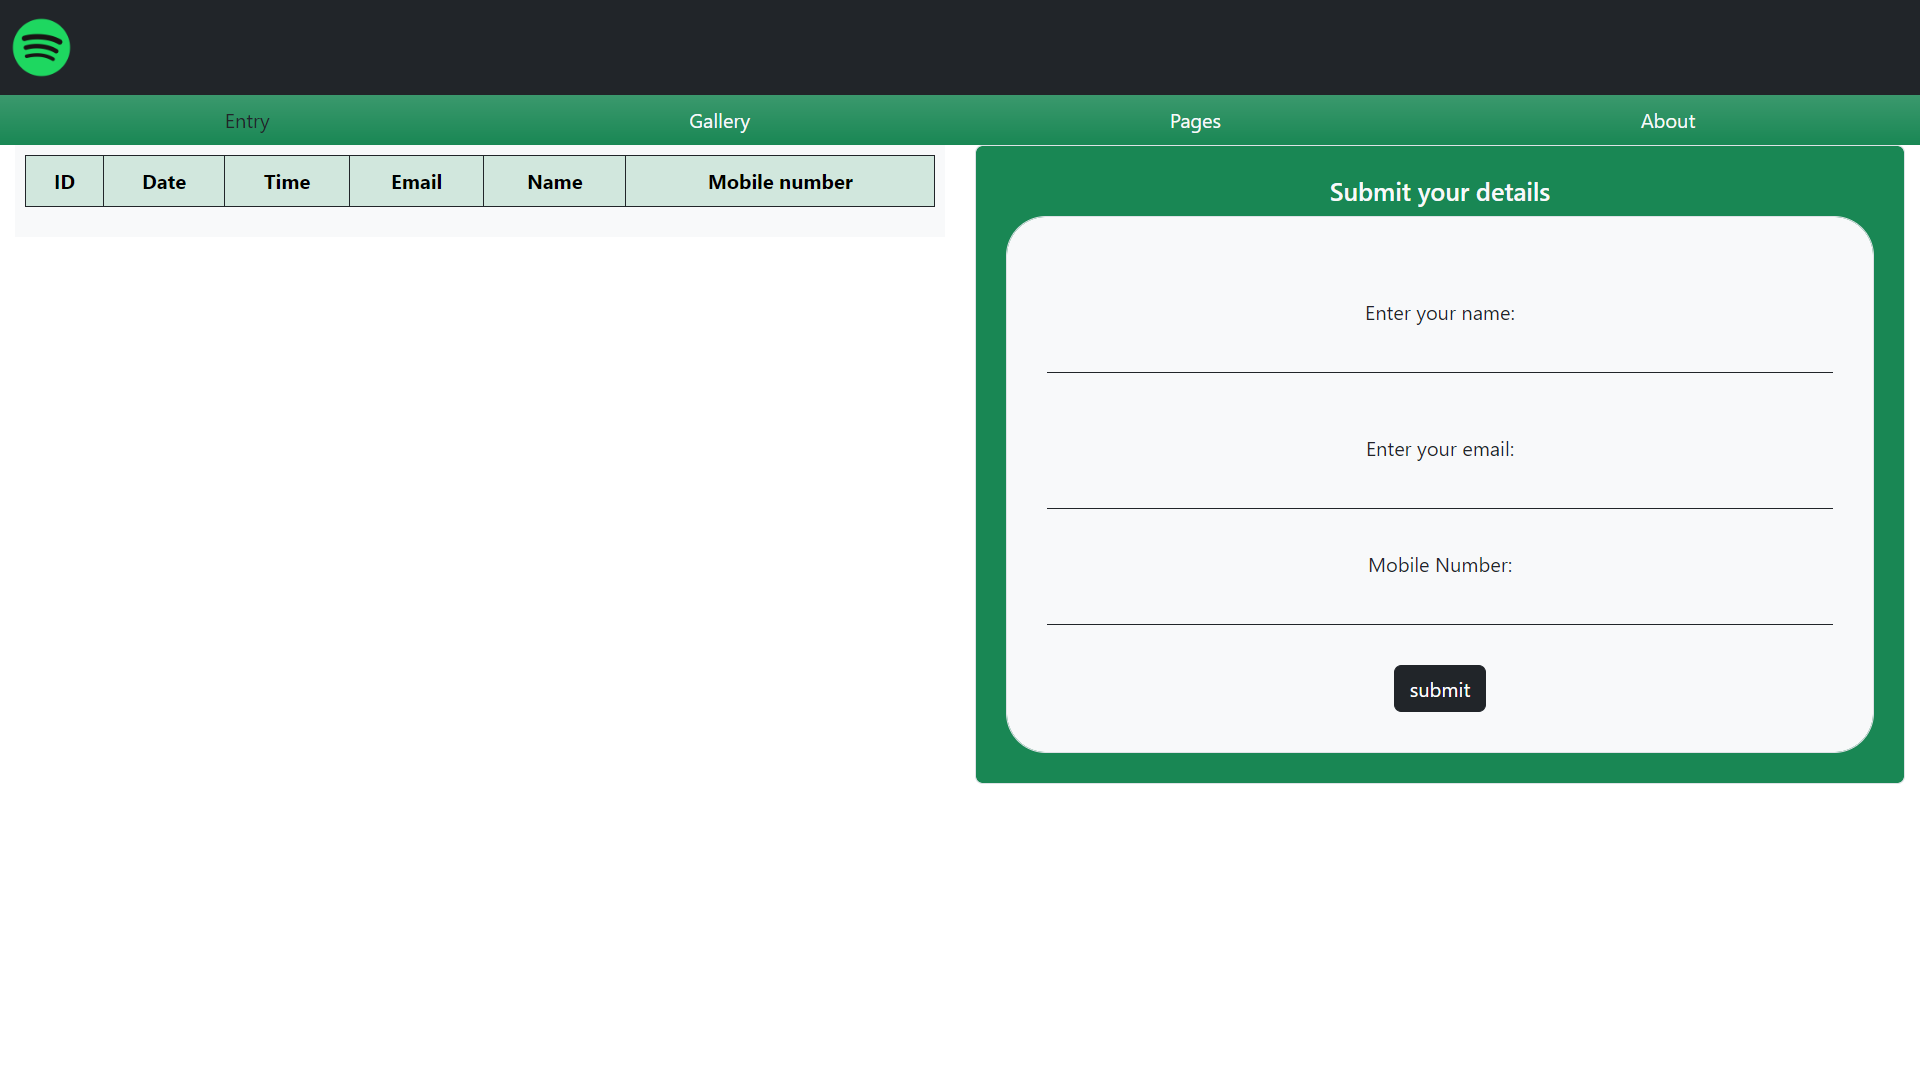 Entry Gallery Pages About
ID Date Time Email Name Mobile number
Submit your details
Enter your name:
Enter your email:
Mobile Number:
submit